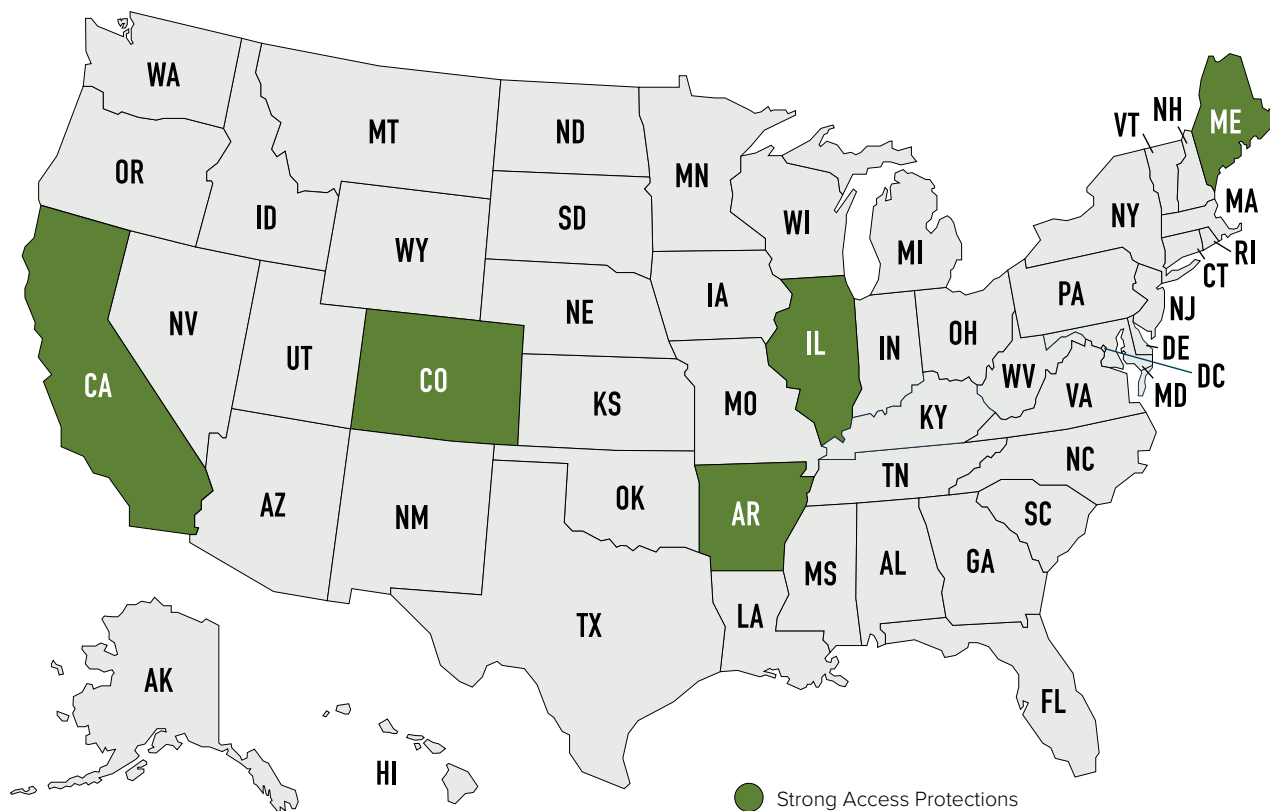 WA
MT
ND
MN
VT
NH
ME
OR
ID
SD
WI
NY
MA
WY
MI
RI
CT
IA
PA
NE
NJ
NV
IL
IN
OH
DE
UT
CO
DC
CA
WV
MD
KS
MO
VA
KY
NC
TN
OK
AZ
NM
AR
SC
MS
AL
GA
LA
TX
AK
FL
HI
Strong Access Protections